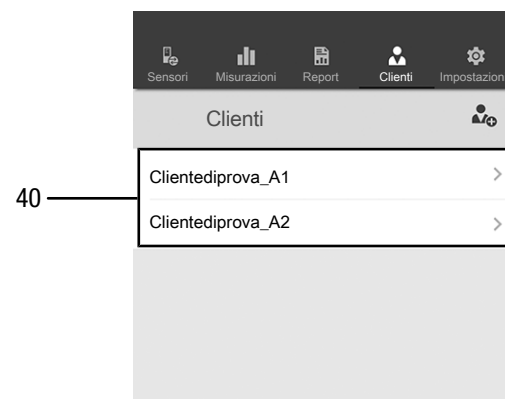 Sensori Misurazioni Report Clienti Impostazion
Clienti
Clientediprova_A1
40
Clientediprova_A2